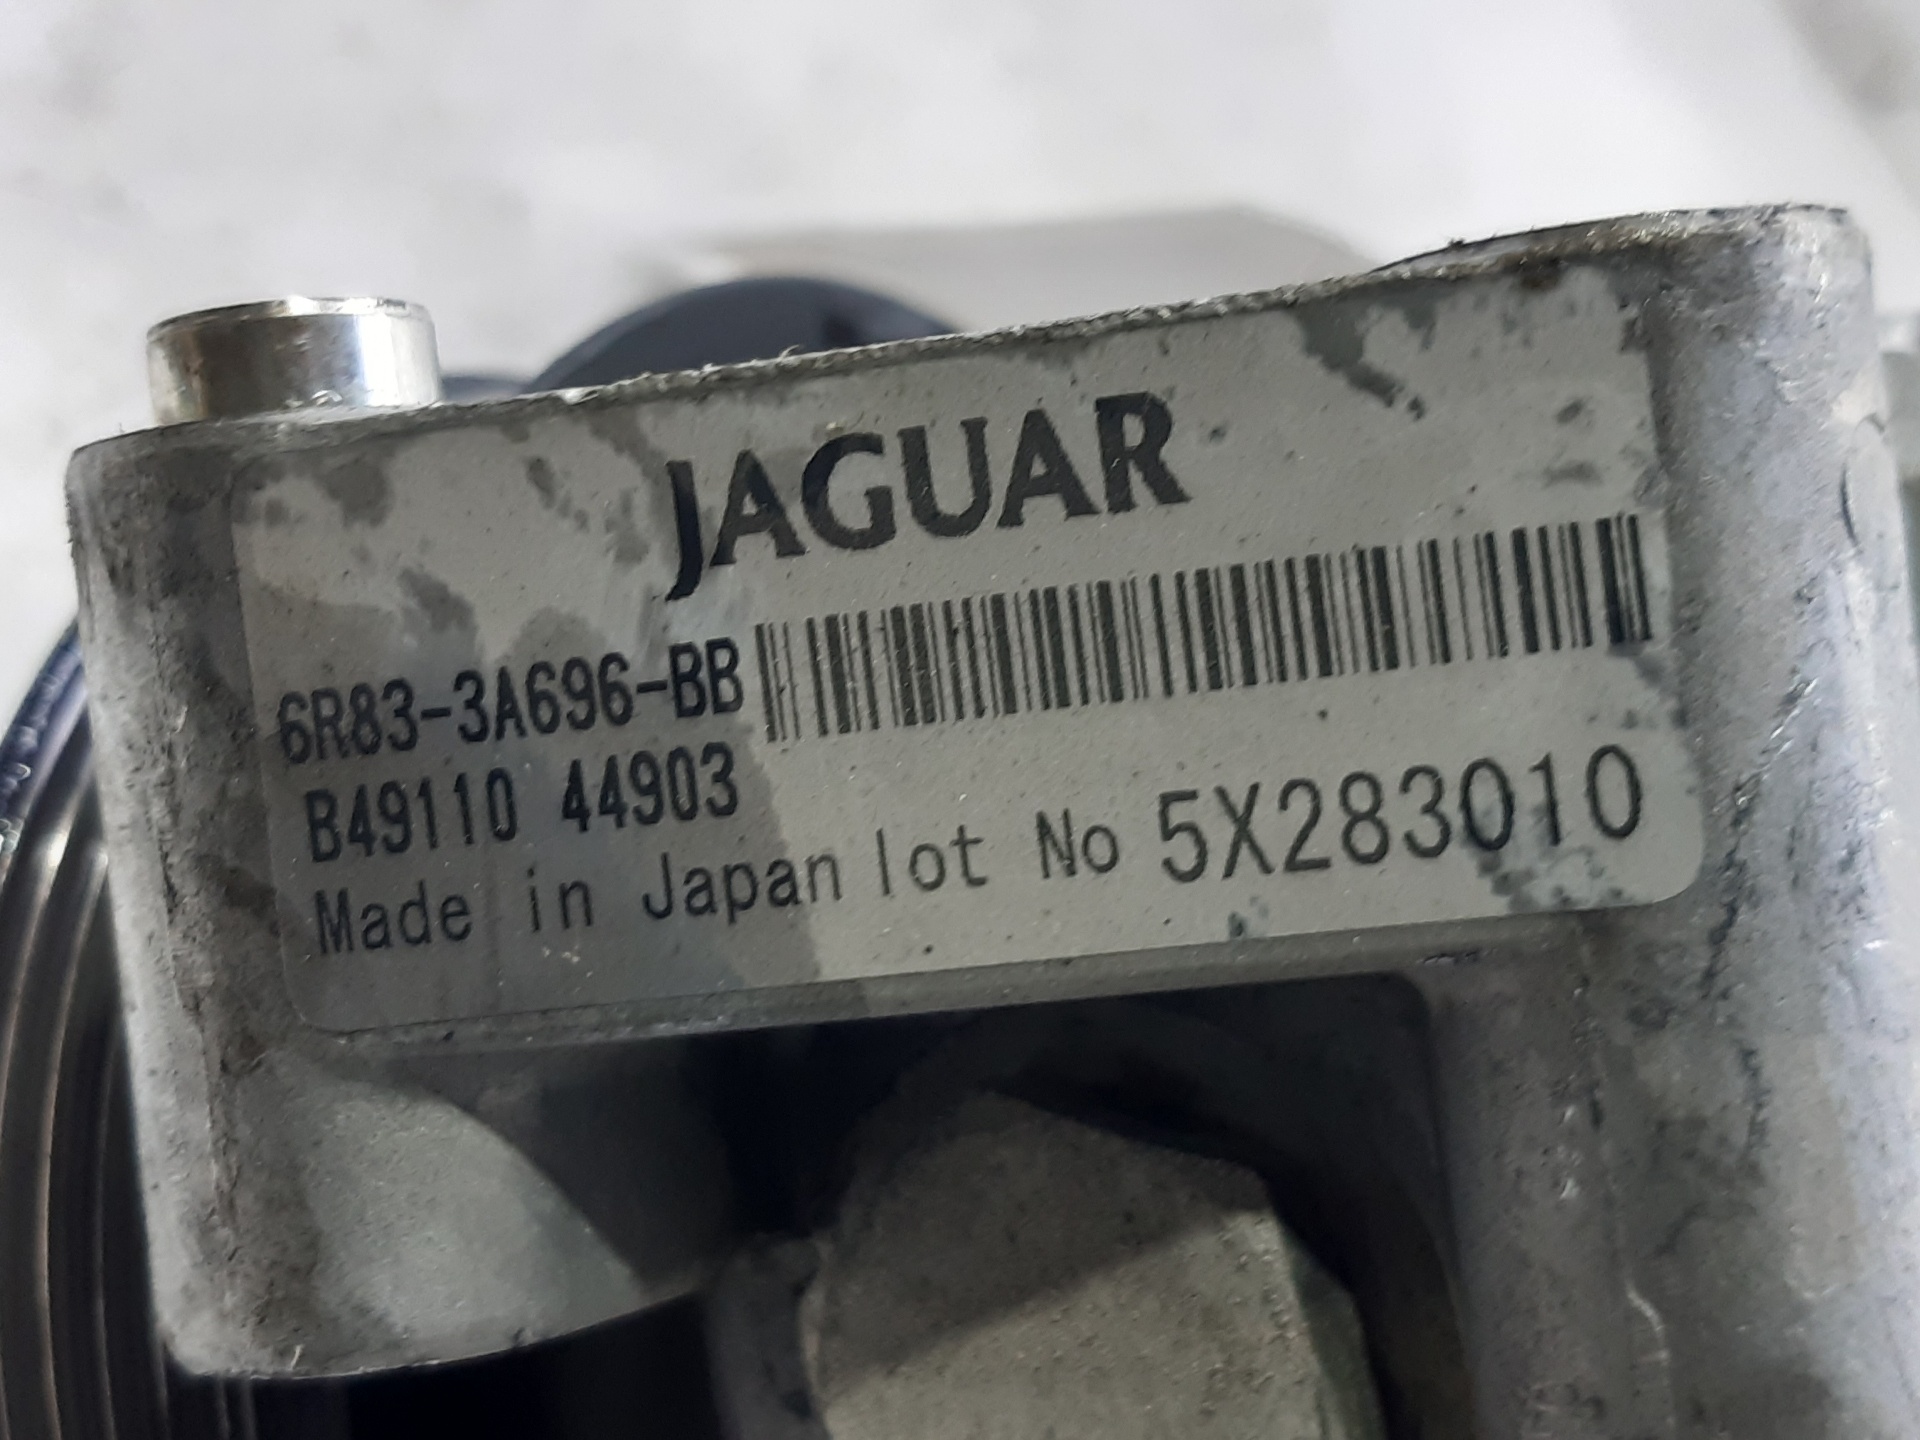 JAGUAR
6R83-3A696-BB
B49110 44903
Made in Japan lot No 5X283010